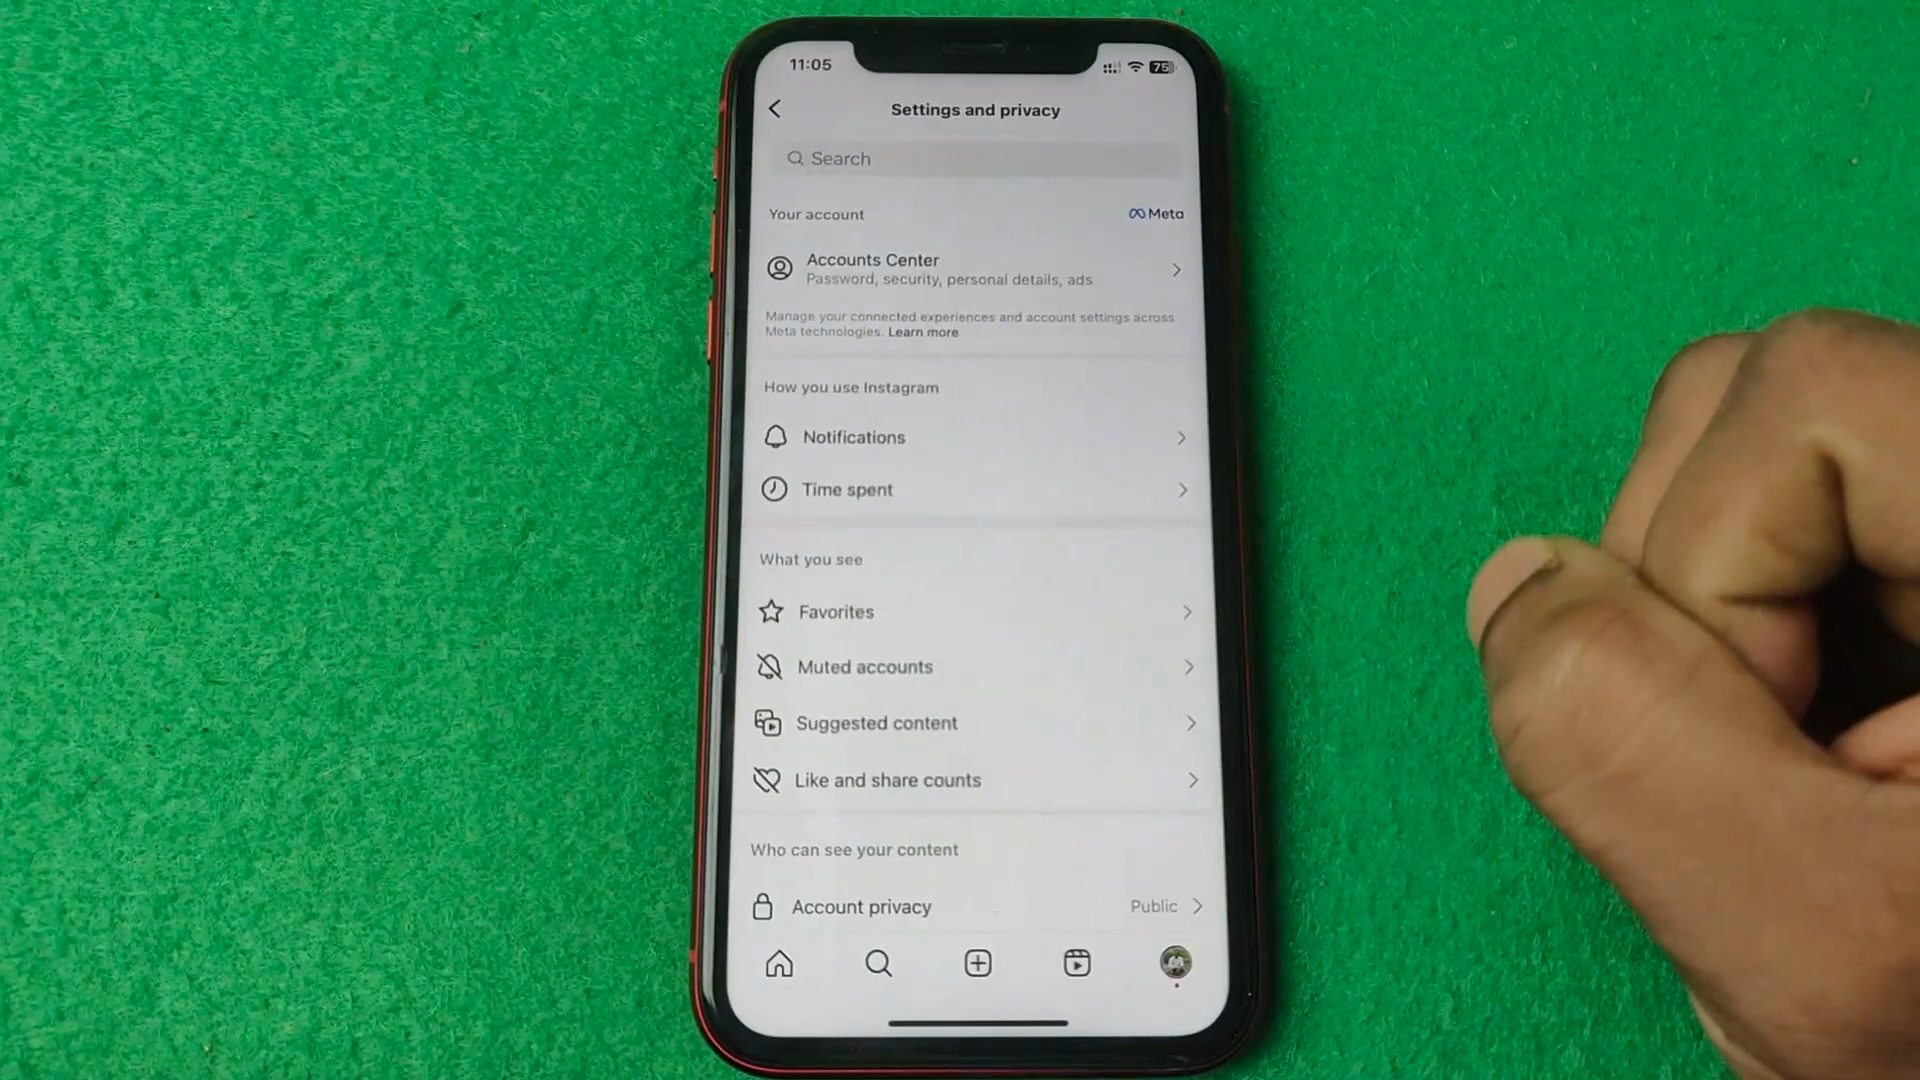 11:05
75
Settings and privacy
Search
Your account
Meta
Accounts Center
Password, security, personal details, ads
Manage your connected experiences and account settings across
Meta technologies. Learn more
How you use Instagram
Notifications
Time spent
What you see
Favorites
Muted accounts
Suggested content
Like and share counts
Who can see your content
Account privacy
Public